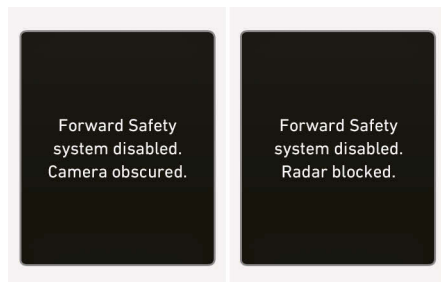 Forward Safety
system disabled.
Camera obscured.
Forward Safety
system disabled.
Radar blocked.